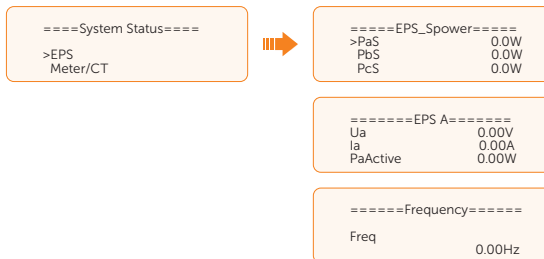 ====System Status====
>EPS
Meter/CT
=====EPS_Spower=====
>PaS 0.0W
PbS 0.0W
PcS 0.0W
=======EPS A=======
Ua 0.00V
Ia 0.00A
PaActive 0.00W
======Frequency======
Freq
0.00Hz